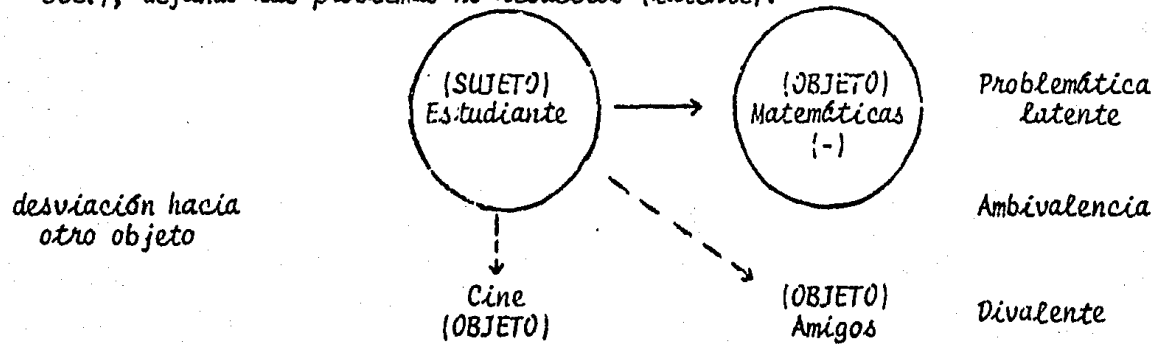 (SUJETO)
Estudiante
(OBJETO)
Matemáticas
(-)
Problemática
latente
desviación hacia
otro objeto
Ambivalencia
Cine
(OBJETO)
(OBJETO)
Amigos
Divalente